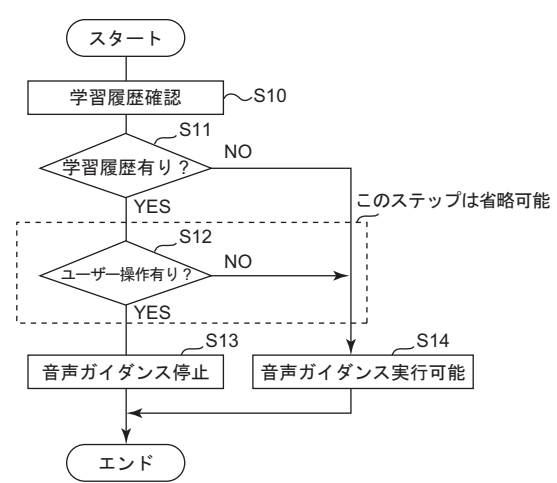 スタート
学習履歴確認
S10
S11
学習履歴有り？
NO
YES
このステップは省略可能
S12
ユーザー操作有り？
NO
YES
S13
音声ガイダンス停止
S14
音声ガイダンス実行可能
エンド